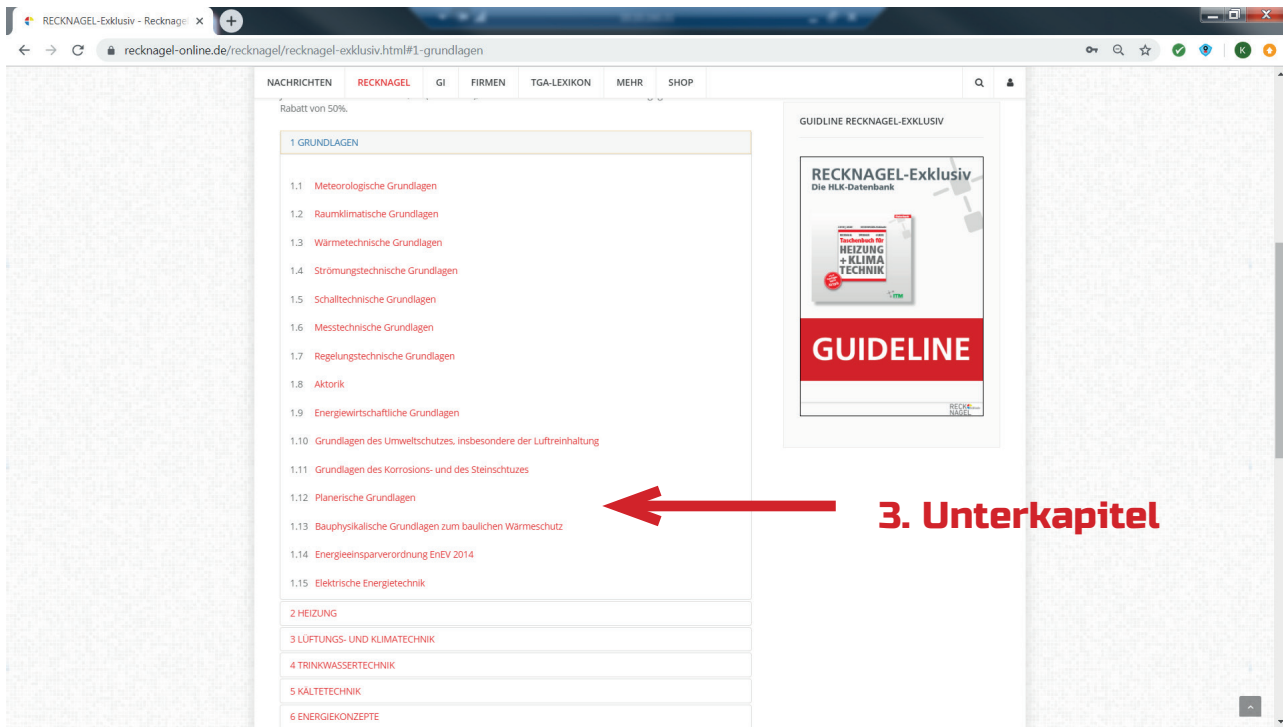 RECKNAGEL-Exklusiv - Recknage
recknagel-online.de/recknagel/recknagel-exklusiv.html#1-grundlagen
K
NACHRICHTEN RECKNAGEL GI FIRMEN TGA-LEXIKON MEHR SHOP
Rabatt von 50%.
1 GRUNDLAGEN
1.1 Meteorologische Grundlagen
1.2 Raumklimatische Grundlagen
1.3 Wärmetechnische Grundlagen
1.4 Strömungstechnische Grundlagen
1.5 Schalltechnische Grundlagen
1.6 Messtechnische Grundlagen
1.7 Regelungstechnische Grundlagen
1.8 Aktorik
1.9 Energiewirtschaftliche Grundlagen
1.10 Grundlagen des Umweltschutzes, insbesondere der Luftreinhaltung
1.11 Grundlagen des Korrosions- und des Steinschtuzes
1.12 Planerische Grundlagen
1.13 Bauphysikalische Grundlagen zum baulichen Wärmeschutz
1.14 Energieeinsparverordnung EnEV 2014
1.15 Elektrische Energietechnik
2 HEIZUNG
3 LÜFTUNGS- UND KLIMATECHNIK
4 TRINKWASSERTECHNIK
5 KÄLTETECHNIK
6 ENERGIEKONZEPTE
GUIDLINE RECKNAGEL-EXKLUSIV
RECKNAGEL-Exklusiv
Die HLK-Datenbank
Taschenbuch für
HEIZUNG
+ KLIMA
TECHNIK
ITM
GUIDELINE
RECK
NAGEL
3. Unterkapitel